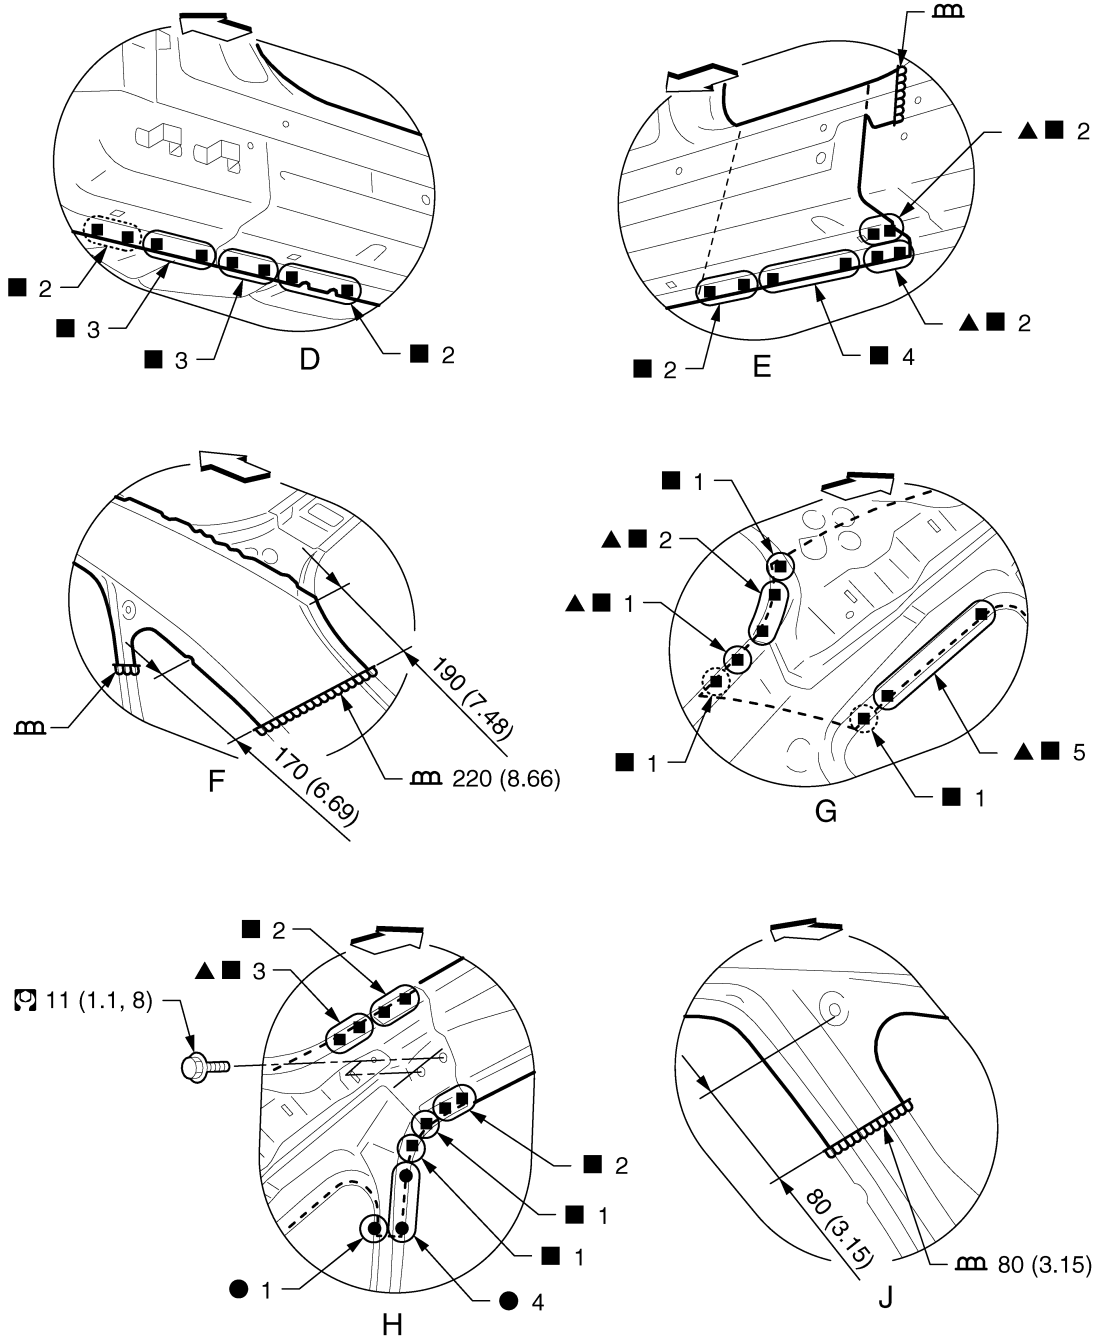 ▲ ■ 2
■ 2
■ 3
■ 3
■ 2
D
▲ ■ 2
■ 4
■ 2
E
190 (7.48)
170 (6.69)
220 (8.66)
F
■ 1
▲ ■ 2
▲ ■ 1
■ 1
▲ ■ 5
■ 1
G
■ 2
▲ ■ 3
11 (1.1, 8)
■ 2
■ 1
■ 1
● 1
● 4
H
80 (3.15)
80 (3.15)
J